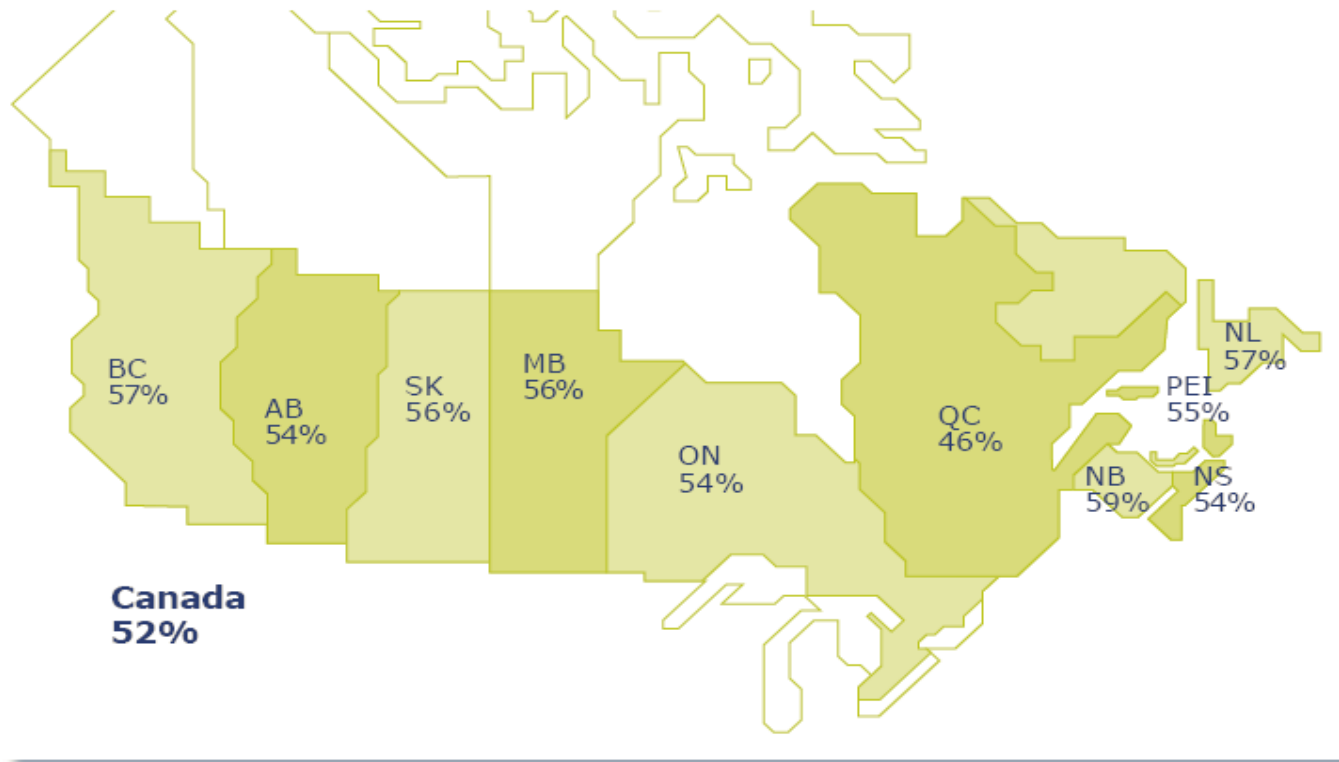 BC
57%
AB
54%
SK
56%
MB
56%
ON
54%
QC
46%
NL
57%
PEI
55%
NB
59%
NS
54%
Canada
52%